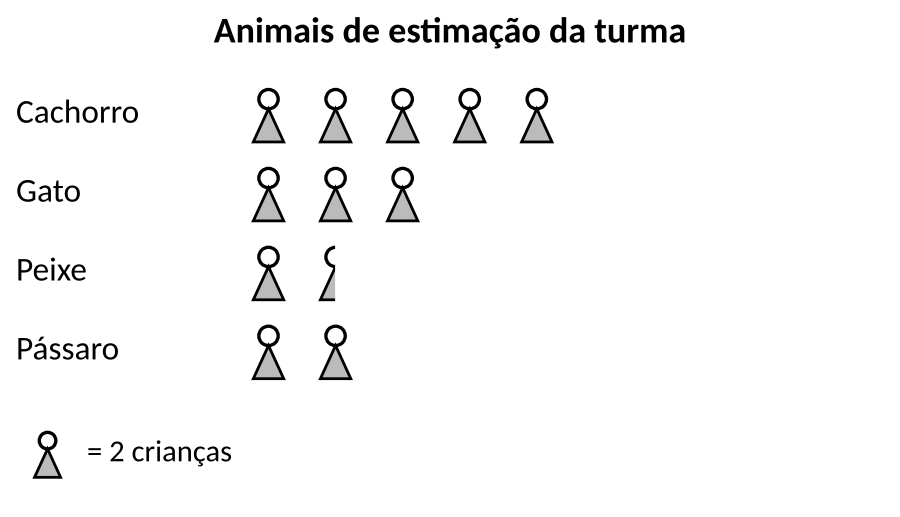 Animais de estimação da turma
Cachorro
Gato
Peixe
Pássaro
= 2 crianças